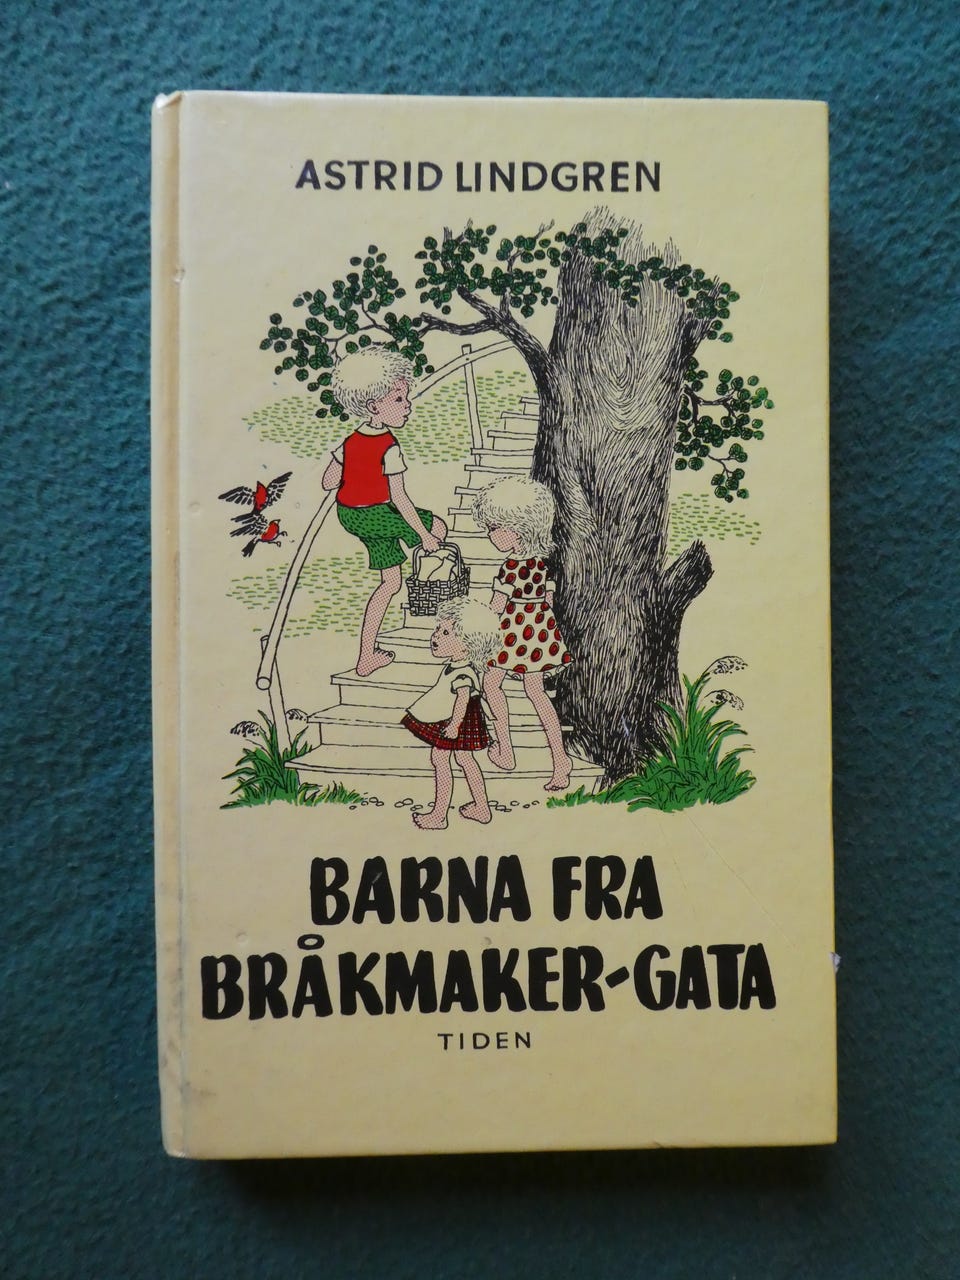 ASTRID LINDGREN
BARNA FRA
BRÅKMAKER-GATA
TIDEN